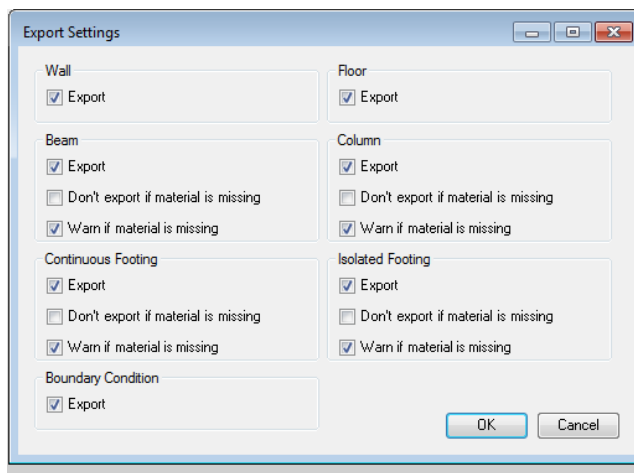 Export Settings
Wall
Export
Floor
Export
Beam
Export
Don't export if material is missing
Warn if material is missing
Column
Export
Don't export if material is missing
Warn if material is missing
Continuous Footing
Export
Don't export if material is missing
Warn if material is missing
Isolated Footing
Export
Don't export if material is missing
Warn if material is missing
Boundary Condition
Export
OK
Cancel